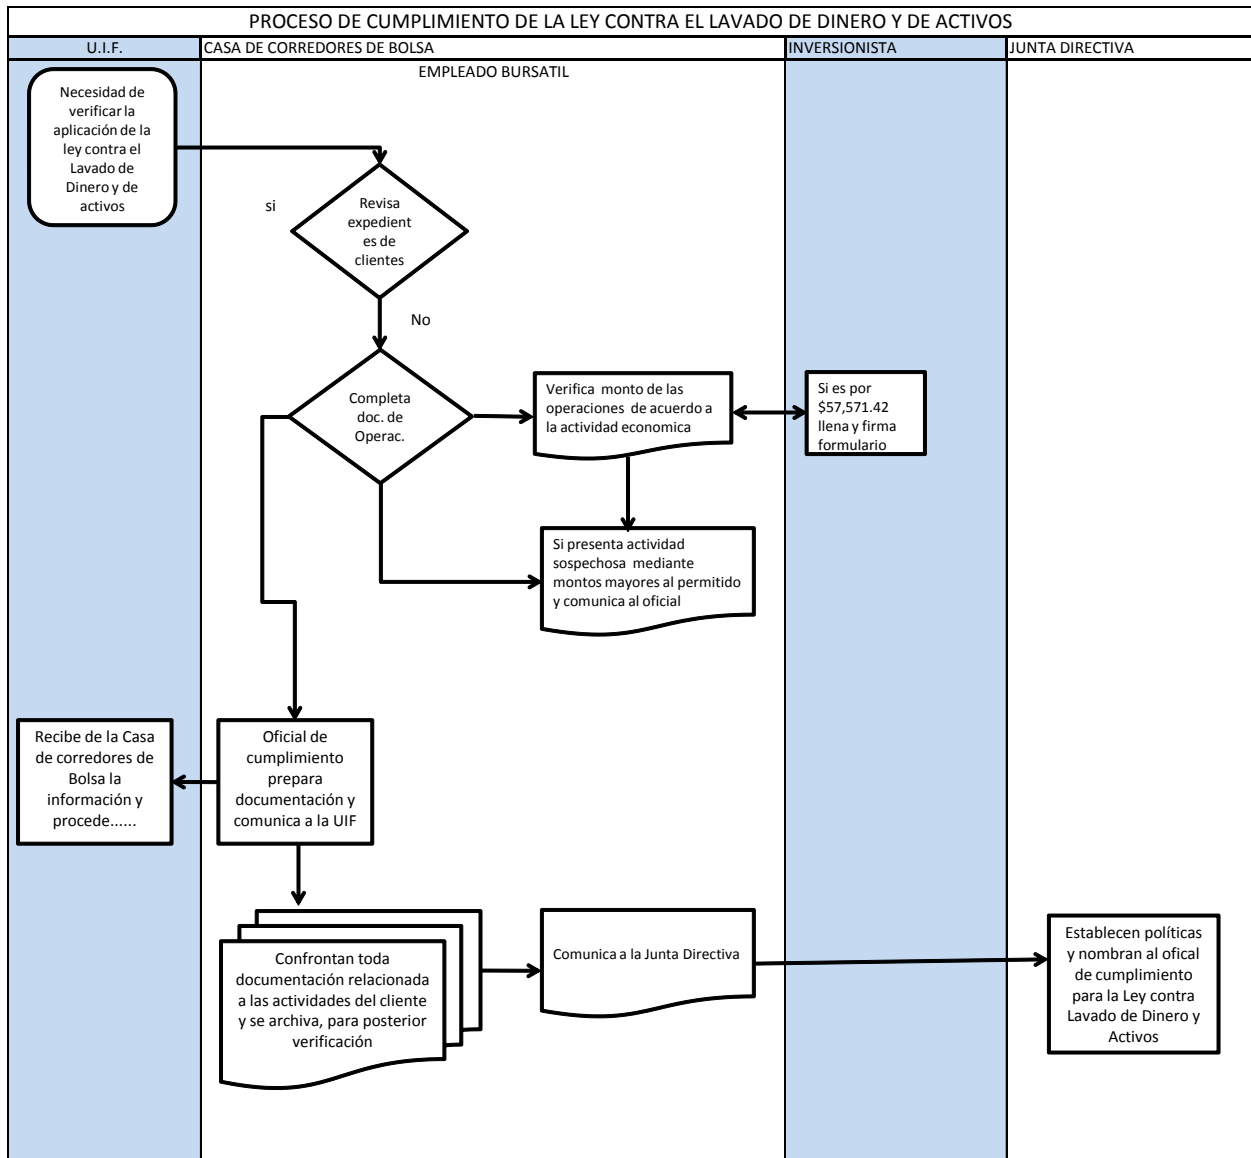 PROCESO DE CUMPLIMIENTO DE LA LEY CONTRA EL LAVADO DE DINERO Y DE ACTIVOS
U.I.F.
CASA DE CORREDORES DE BOLSA
INVERSIONISTA
JUNTA DIRECTIVA
EMPLEADO BURSATIL
Necesidad de
verificar la
aplicación de la
ley contra el
Lavado de
Dinero y de
activos
si
Revisa
expedient
es de
clientes
No
Completa
doc. de
Operac.
Verifica monto de las
operaciones de acuerdo a
la actividad economica
Si es por
$57,571.42
llena y firma
formulario
Si presenta actividad
sospechosa mediante
montos mayores al permitido
y comunica al oficial
Recibe de la Casa
de corredores de
Bolsa la
información y
procede......
Oficial de
cumplimiento
prepara
documentación y
comunica a la UIF
Confrontan toda
documentación relacionada
a las actividades del cliente
y se archiva, para posterior
verificación
Comunica a la Junta Directiva
Establecen políticas
y nombran al ofical
de cumplimiento
para la Ley contra
Lavado de Dinero y
Activos